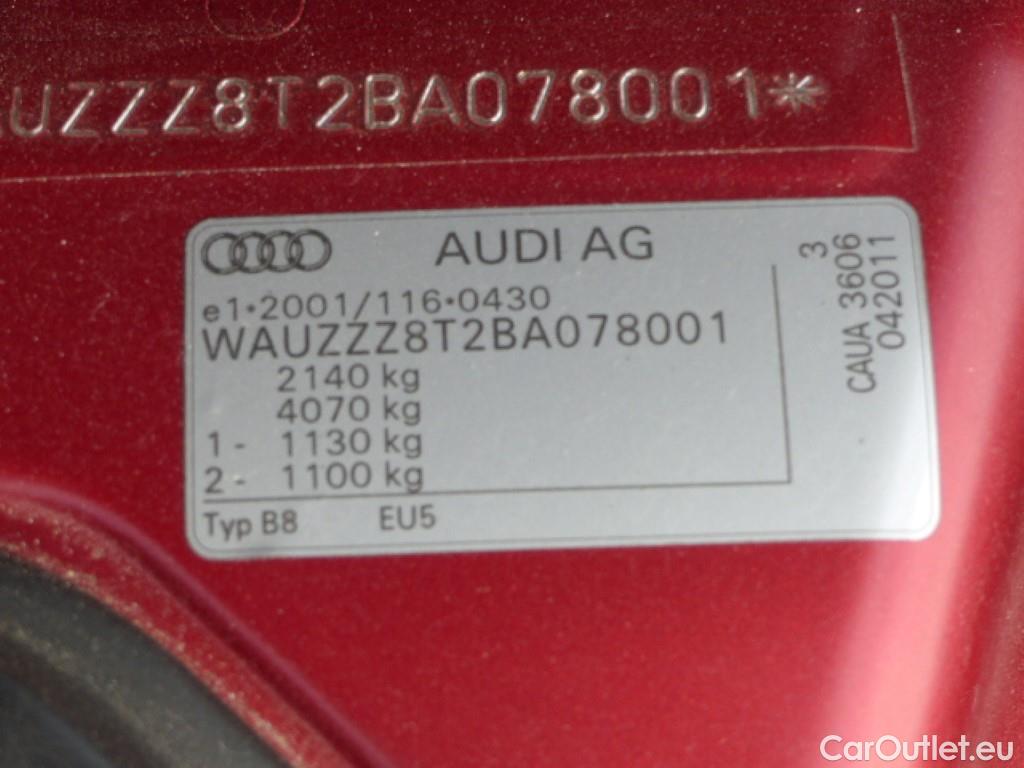 UZZZ8T2BA078001*
AUDI AG
e1*2001/116*0430
WAUZZZ8T2BA078001
2140 kg
4070 kg
1 - 1130 kg
2 - 1100 kg
Typ B8 EU5
3
CAUA 3606
042011
CarOutlet.eu